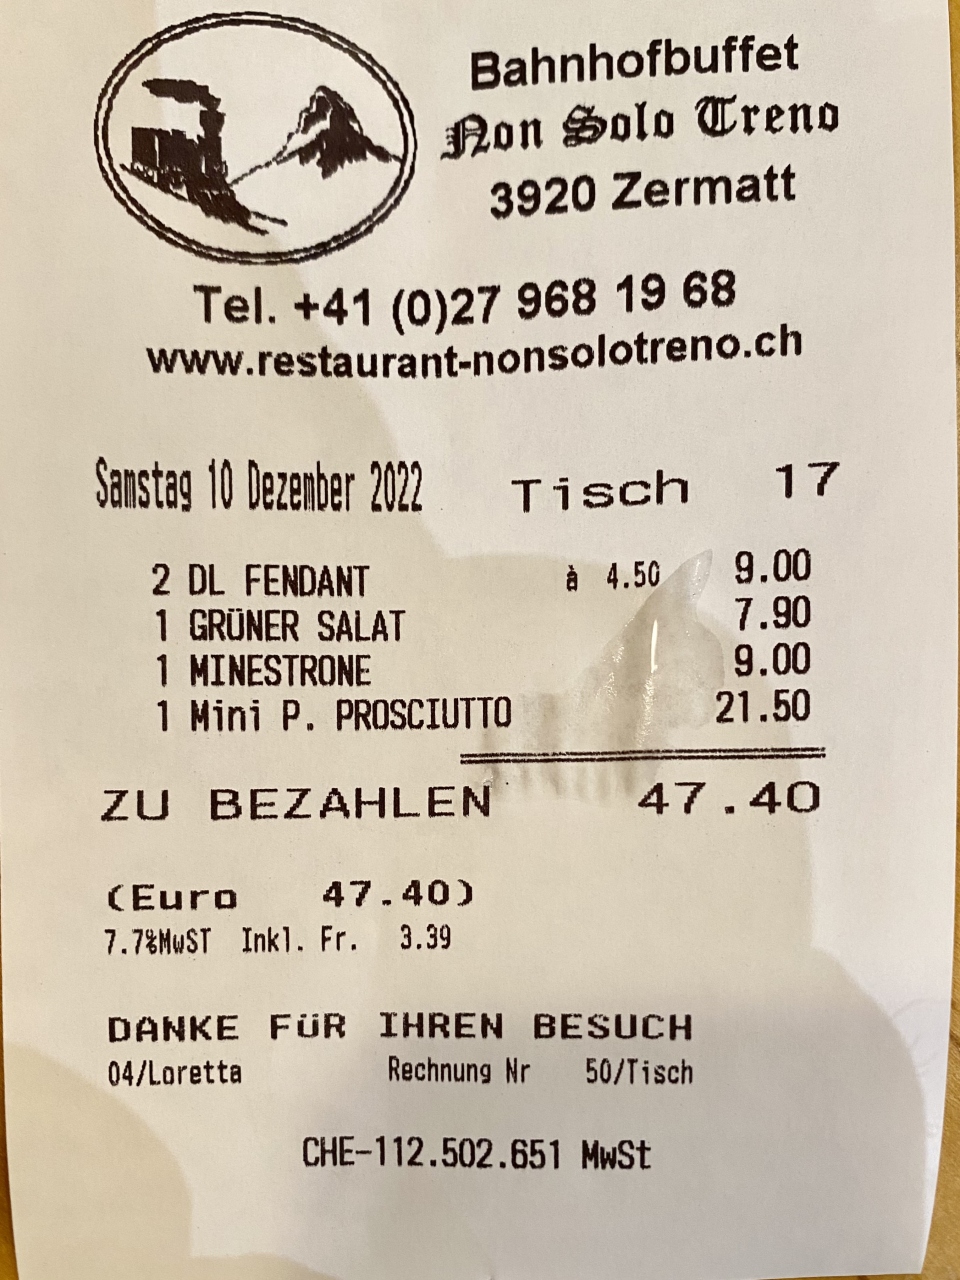 Bahnhofbuffet
Non Solo Treno
3920 Zermatt
Tel. +41 (0)27 968 19 68
www.restaurant-nonsolotreno.ch
Samstag 10 Dezember 2022 Tisch 17
2 DL FENDANT à 4.50 9.00
1 GRÜNER SALAT 7.90
1 MINESTRONE 9.00
1 Mini P. PROSCIUTTO 21.50
ZU BEZAHLEN 47.40
(Euro 47.40)
7.7%MwST Inkl. Fr. 3.39
DANKE FÜR IHREN BESUCH
04/Loretta Rechnung Nr 50/Tisch
CHE-112.502.651 MwSt